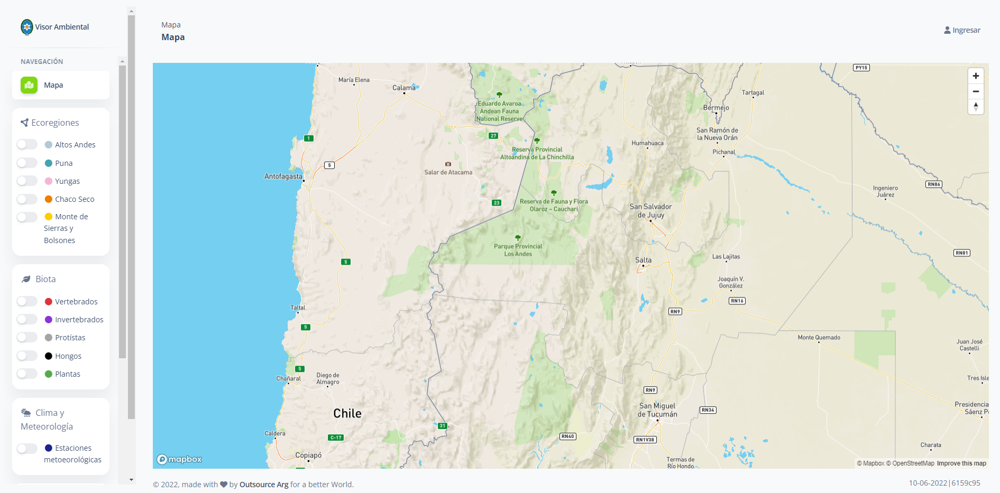 Visor Ambiental
NAVEGACIÓN
Mapa
Ecoregiones
Altos Andes
Puna
Yungas
Chaco Seco
Monte de
Sierras y
Bolsones
Biota
Vertebrados
Invertebrados
Protístas
Hongos
Plantas
Clima y
Meteorología
Estaciones
metoeorológicas
Mapa
Mapa
Ingresar
PY15
María Elena
Calama
Tartagal
Eduardo Avaroa
Andean Fauna
National Reserve
Bermejo
27
1
San Ramón de
la Nueva Orán
Humahuaca
Reserva Provincial
Altoandina de La Chinchilla
Pichanal
5
Salar de Atacama
Antofagasta
RN86
Ingeniero
Juárez
23
Reserva de Fauna y Flora
Olaroz – Cauchari
San Salvador
de Jujuy
Parque Provincial
Los Andes
RN81
Las Lajitas
Salta
5
Joaquín V.
González
RN16
Taltal
RN9
5
Monte Quemado
Juan José
Castelli
5
Chañaral
Diego de
Almagro
Tres Isle
RN9
Chile
San Miguel
de Tucumán
RN34
Presidencia
Sáenz P
31
Caldera
C-17
RN40
RN1V38
Charata
Copiapó
Termas de
Río Hondo
mapbox
© Mapbox © OpenStreetMap Improve this map
© 2022, made with by Outsource Arg for a better World.
10-06-2022|6159c95